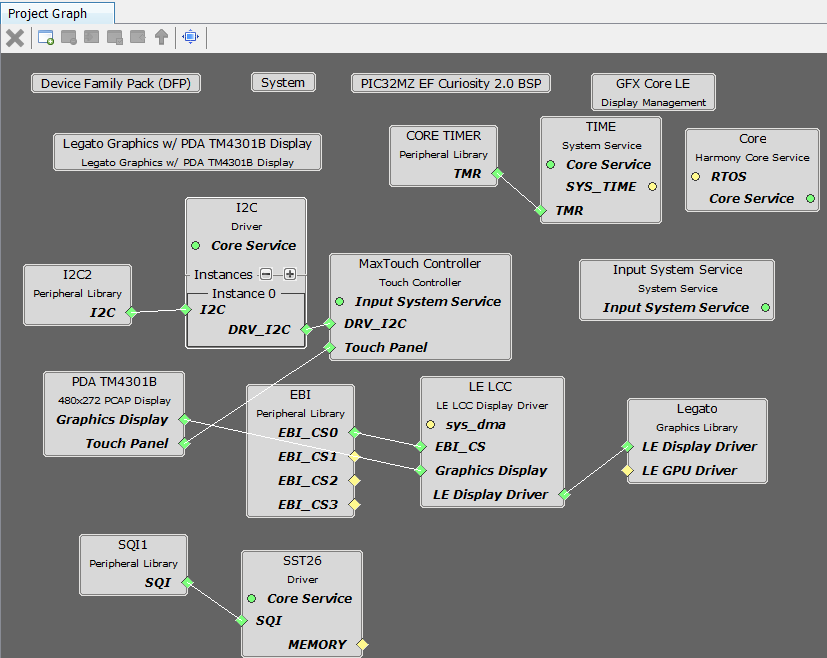 Project Graph
Device Family Pack (DFP)
System
PIC32MZ EF Curiosity 2.0 BSP
GFX Core LE
Display Management
Legato Graphics w/ PDA TM4301B Display
Legato Graphics w/ PDA TM4301B Display
CORE TIMER
Peripheral Library
TMR
TIME
System Service
Core Service
SYS_TIME
TMR
Core
Harmony Core Service
RTOS
Core Service
I2C
Driver
Core Service
Instances
Instance 0
I2C
DRV_I2C
I2C2
Peripheral Library
I2C
MaxTouch Controller
Touch Controller
Input System Service
DRV_I2C
Touch Panel
Input System Service
System Service
Input System Service
PDA TM4301B
480x272 PCAP Display
Graphics Display
Touch Panel
EBI
Peripheral Library
EBI_CS0
EBI_CS1
EBI_CS2
EBI_CS3
LE LCC
LE LCC Display Driver
sys_dma
EBI_CS
Graphics Display
LE Display Driver
Legato
Graphics Library
LE Display Driver
LE GPU Driver
SQI1
Peripheral Library
SQI
SST26
Driver
Core Service
SQI
MEMORY